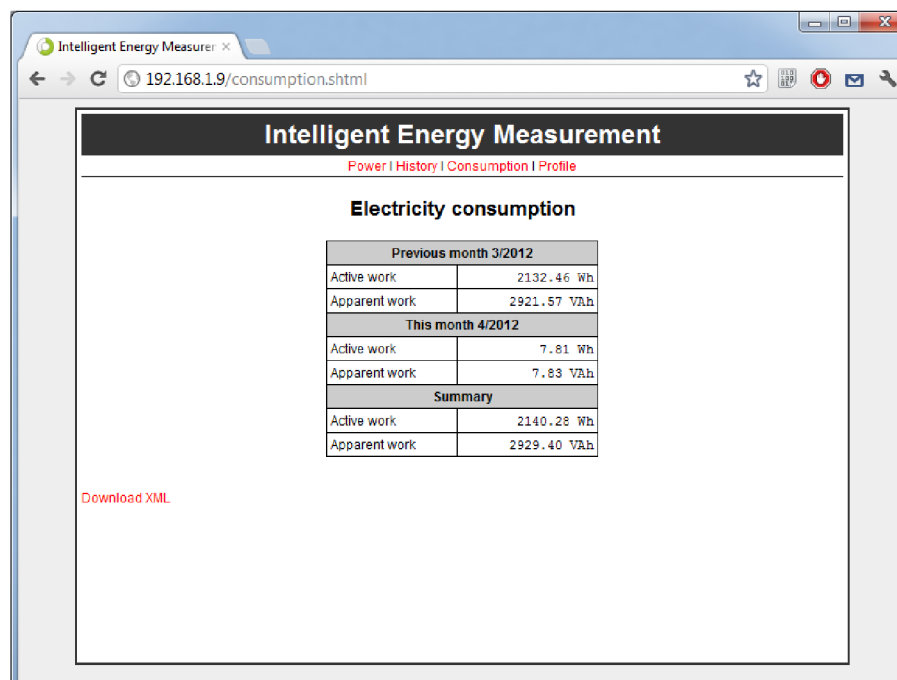 Intelligent Energy Measurer
192.168.1.9/consumption.shtml
Intelligent Energy Measurement
Power | History | Consumption | Profile
Electricity consumption
Previous month 3/2012
Active work 2132.46 Wh
Apparent work 2921.57 VAh
This month 4/2012
Active work 7.81 Wh
Apparent work 7.83 VAh
Summary
Active work 2140.28 Wh
Apparent work 2929.40 VAh
Download XML